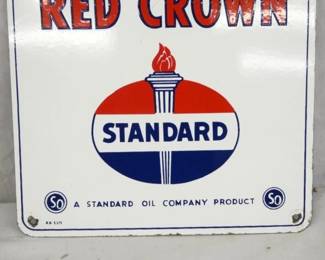 RED CROWN
STANDARD
SO A STANDARD OIL COMPANY PRODUCT SO